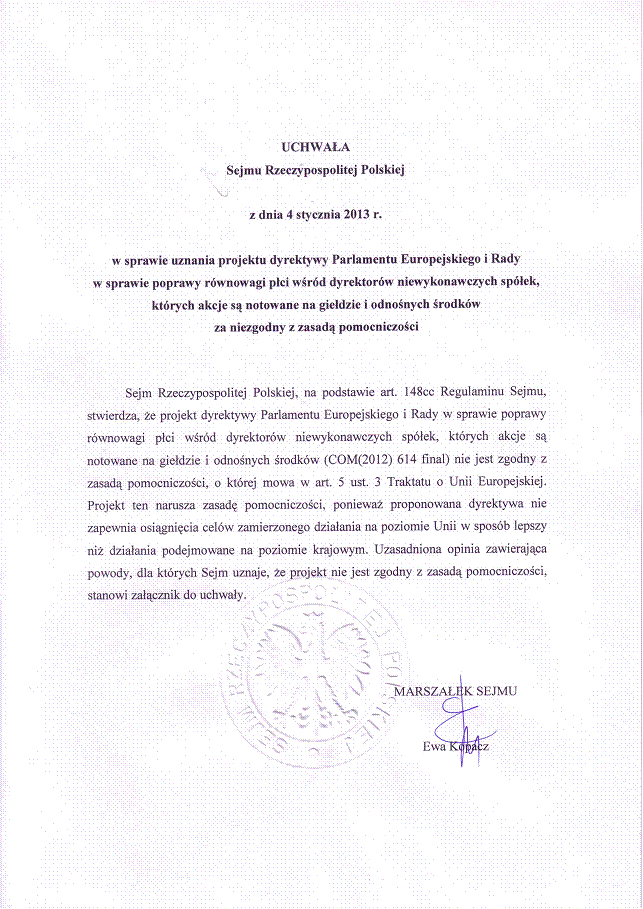 UCHWAŁA
Sejmu Rzeczypospolitej Polskiej
z dnia 4 stycznia 2013 r.
w sprawie uznania projektu dyrektywy Parlamentu Europejskiego i Rady
w sprawie poprawy równowagi płci wśród dyrektorów niewykonawczych spółek,
których akcje są notowane na giełdzie i odnośnych środków
za niezgodny z zasadą pomocniczości
Sejm Rzeczypospolitej Polskiej, na podstawie art. 148cc Regulaminu Sejmu,
stwierdza, że projekt dyrektywy Parlamentu Europejskiego i Rady w sprawie poprawy
równowagi płci wśród dyrektorów niewykonawczych spółek, których akcje są
notowane na giełdzie i odnośnych środków (COM(2012) 614 final) nie jest zgodny z
zasadą pomocniczości, o której mowa w art. 5 ust. 3 Traktatu o Unii Europejskiej.
Projekt ten narusza zasadę pomocniczości, ponieważ proponowana dyrektywa nie
zapewnia osiągnięcia celów zamierzonego działania na poziomie Unii w sposób lepszy
niż działania podejmowane na poziomie krajowym. Uzasadniona opinia zawierająca
powody, dla których Sejm uznaje, że projekt nie jest zgodny z zasadą pomocniczości,
stanowi załącznik do uchwały.
SEJM RZECZYPOSPOLITEJ POLSKIEJ
MARSZAŁEK SEJMU
Ewa Kopacz